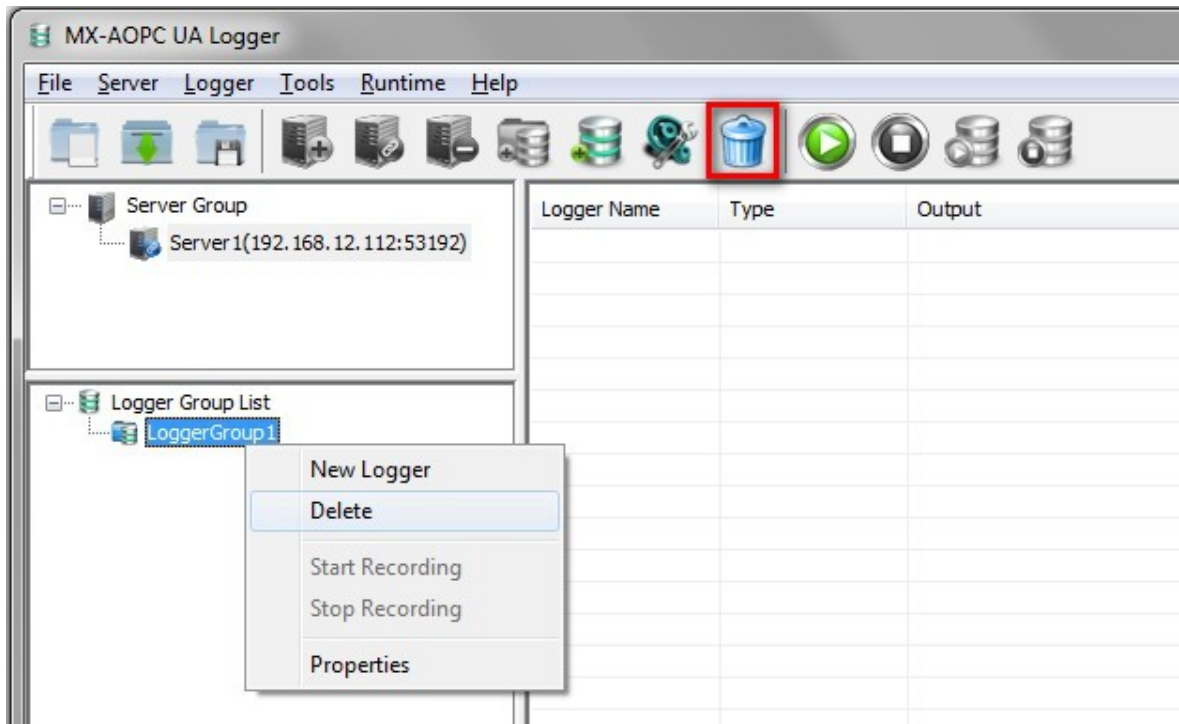 MX-AOPC UA Logger
File Server Logger Tools Runtime Help
Server Group
Server1(192.168.12.112:53192)
Logger Name Type Output
Logger Group List
LoggerGroup1
New Logger
Delete
Start Recording
Stop Recording
Properties